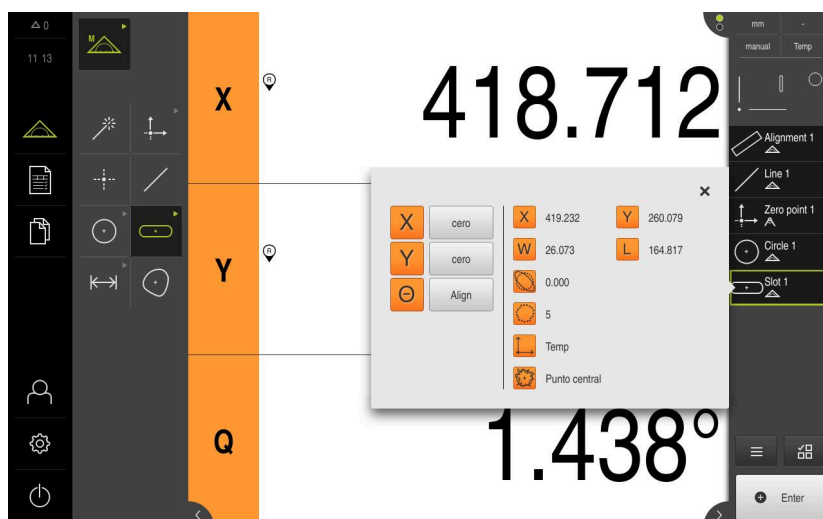 0
11 13
M
X
R
418.712
Y
R
Q
1.438°
X cero
Y cero
Θ Align
X 419.232 Y 260.079
W 26.073 L 164.817
0.000
5
Temp
Punto central
mm -
manual Temp
Alignment 1
Line 1
Zero point 1
Circle 1
Slot 1
Enter